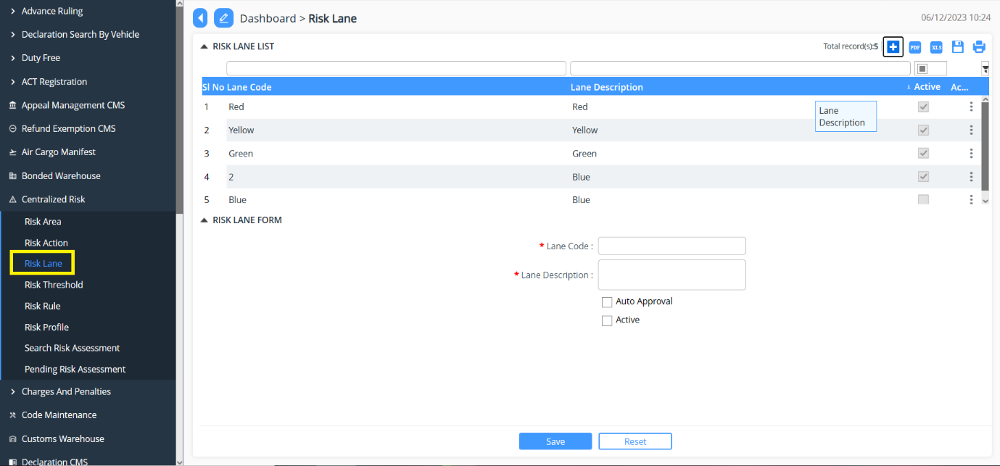 Advance Ruling
Declaration Search By Vehicle
Duty Free
ACT Registration
Appeal Management CMS
Refund Exemption CMS
Air Cargo Manifest
Bonded Warehouse
Centralized Risk
Risk Area
Risk Action
Risk Lane
Risk Threshold
Risk Rule
Risk Profile
Search Risk Assessment
Pending Risk Assessment
Charges And Penalties
Code Maintenance
Customs Warehouse
Declaration CMS
Dashboard > Risk Lane
06/12/2023 10:24
RISK LANE LIST
Total record(s):5
PDF
XLS
Sl No Lane Code Lane Description Active Ac...
1 Red Red
Lane
Description
2 Yellow Yellow
3 Green Green
4 2 Blue
5 Blue Blue
RISK LANE FORM
* Lane Code :
* Lane Description :
Auto Approval
Active
Save Reset